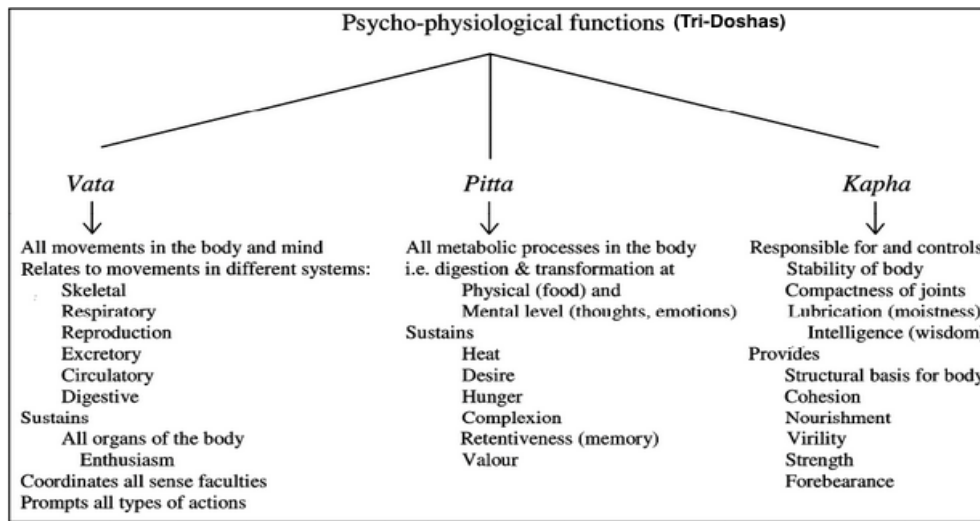 Psycho-physiological functions (Tri-Doshas)
Vata
All movements in the body and mind
Relates to movements in different systems:
Skeletal
Respiratory
Reproduction
Excretory
Circulatory
Digestive
Sustains
All organs of the body
Enthusiasm
Coordinates all sense faculties
Prompts all types of actions
Pitta
All metabolic processes in the body
i.e. digestion & transformation at
Physical (food) and
Mental level (thoughts, emotions)
Sustains
Heat
Desire
Hunger
Complexion
Retentiveness (memory)
Valour
Kapha
Responsible for and controls
Stability of body
Compactness of joints
Lubrication (moistness)
Intelligence (wisdom
Provides
Structural basis for body
Cohesion
Nourishment
Virility
Strength
Forebearance